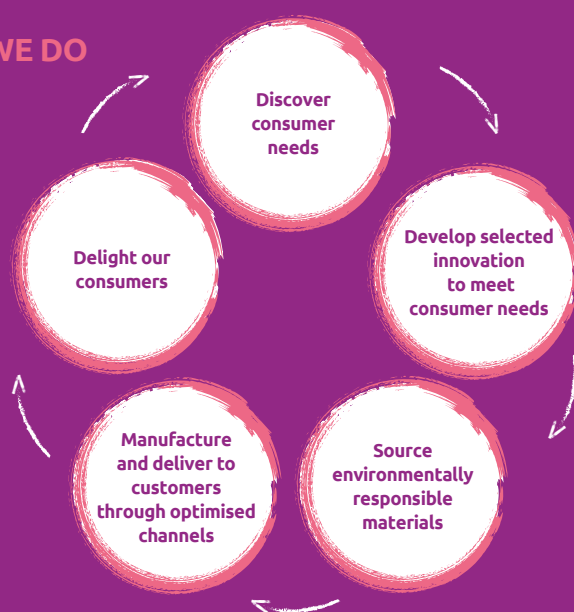 WE DO
Discover
consumer
needs
Develop selected
innovation
to meet
consumer needs
Source
environmentally
responsible
materials
Manufacture
and deliver to
customers
through optimised
channels
Delight our
consumers